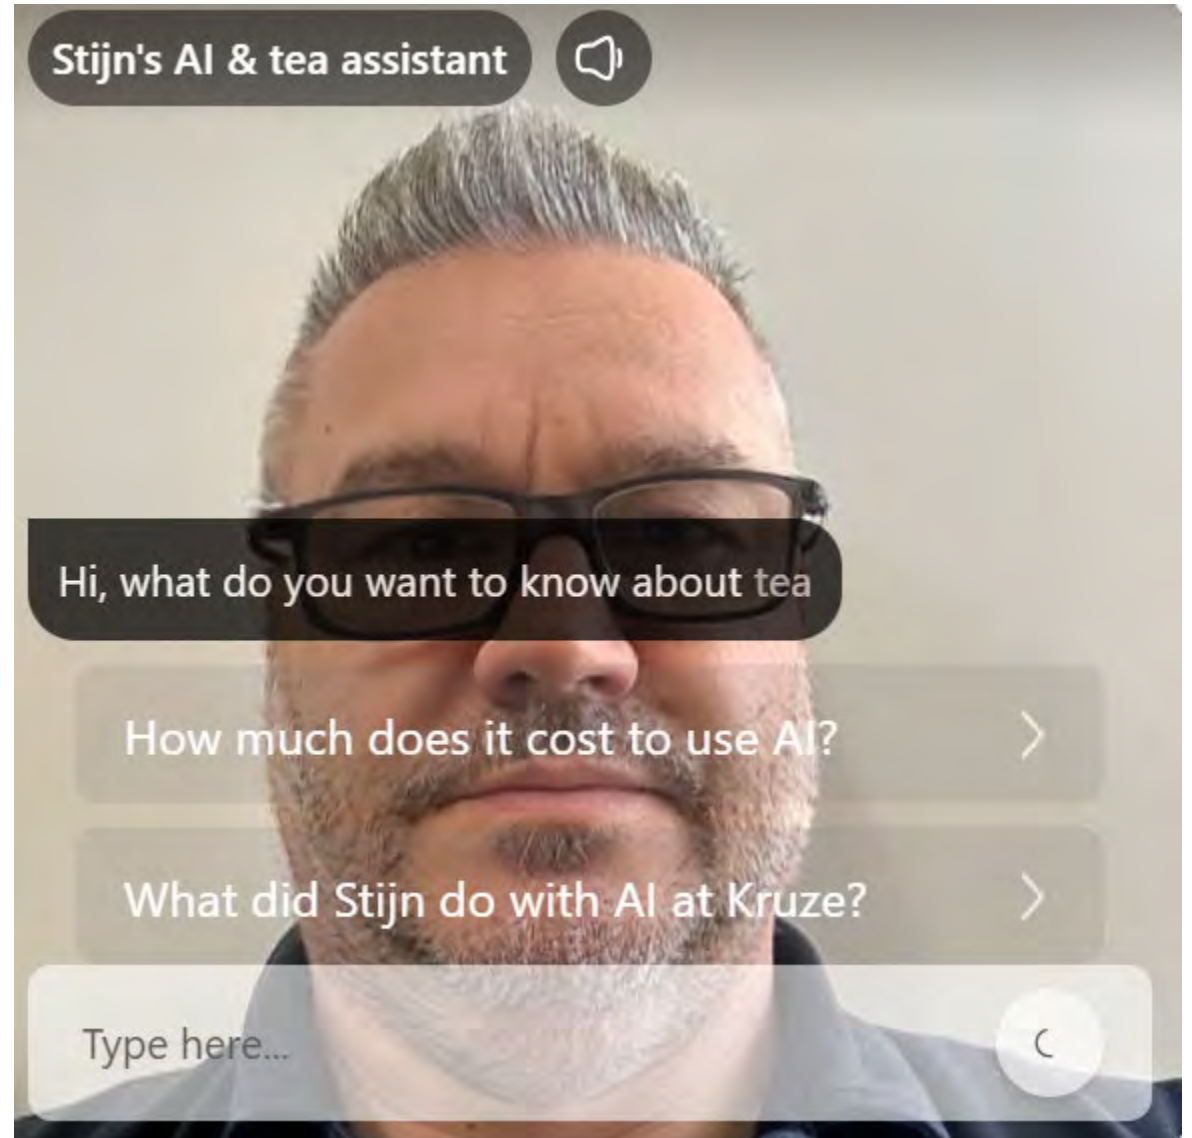 Stijn's AI & tea assistant
Hi, what do you want to know about tea
How much does it cost to use AI?
What did Stijn do with AI at Kruze?
Type here...